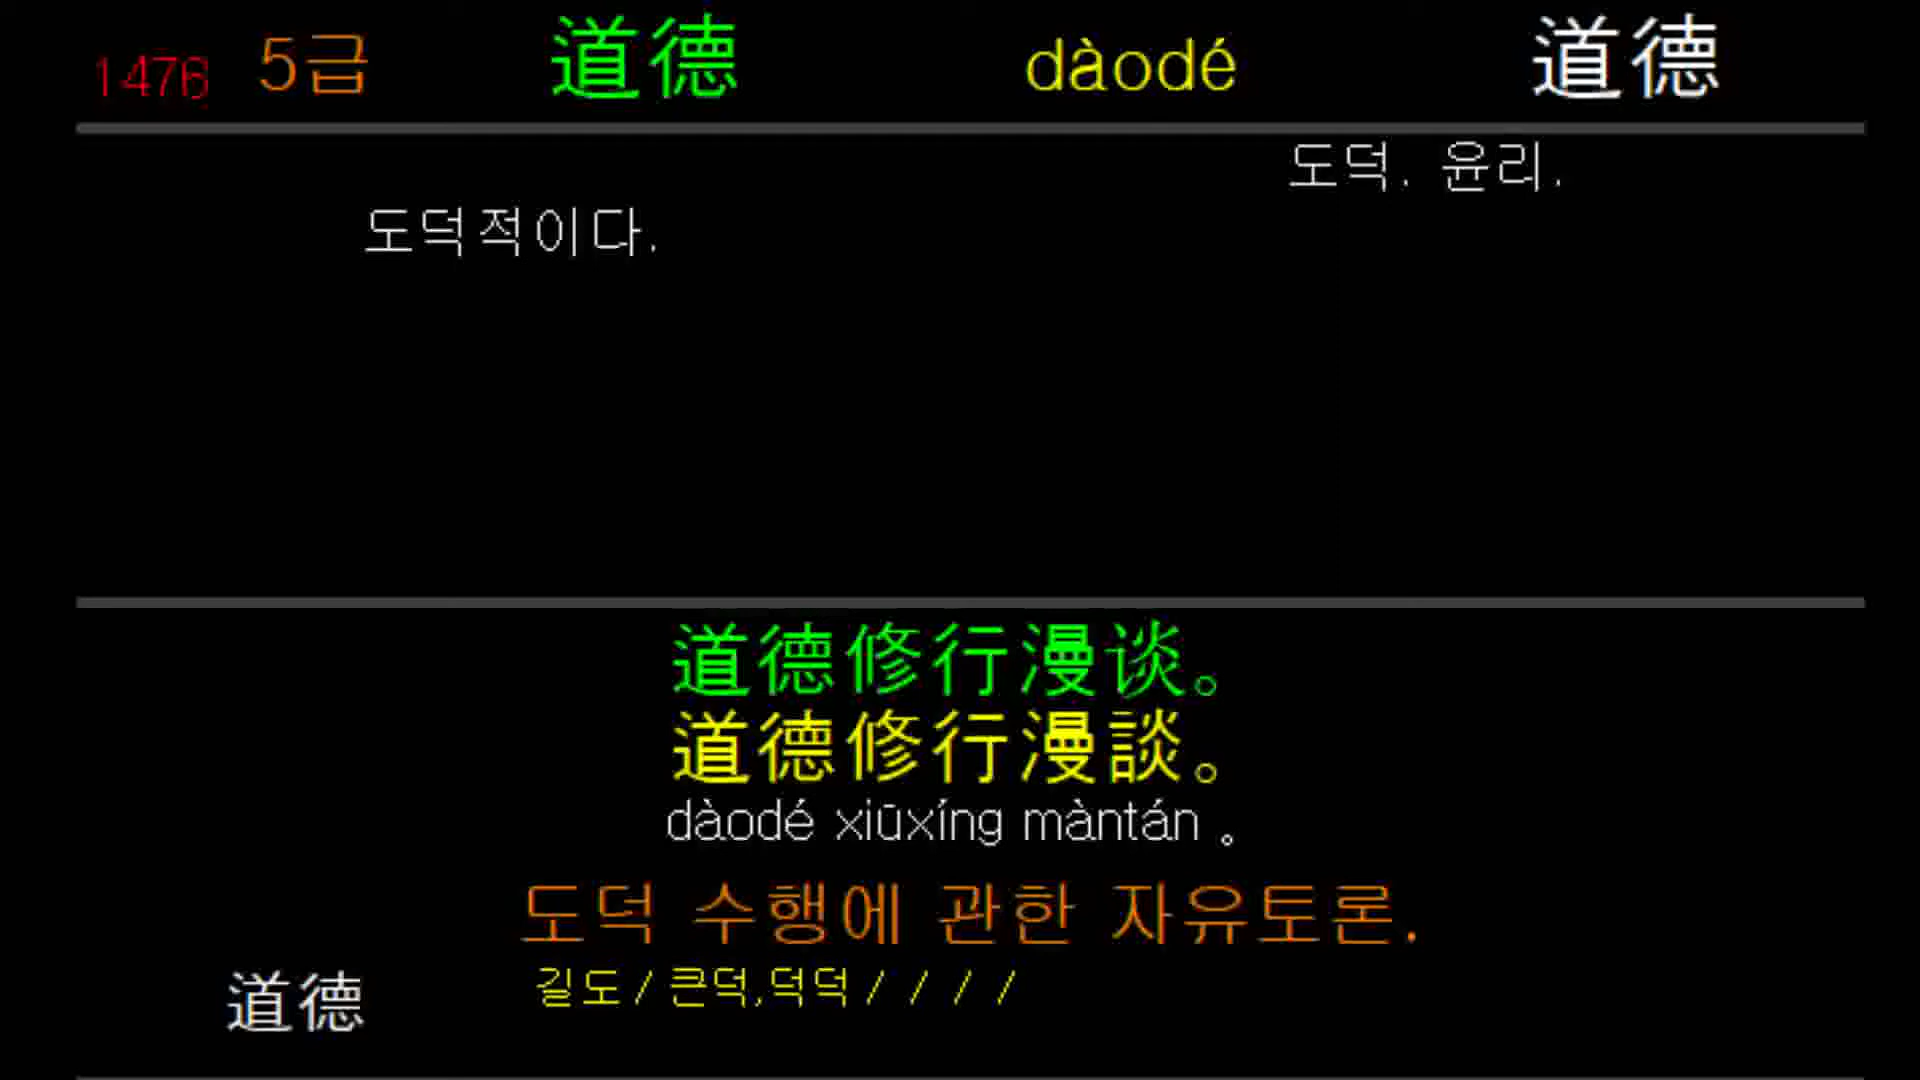 1476 5급 道德 dàodé 道德
도덕. 윤리.
도덕적이다.
道德修行漫谈。
道德修行漫談。
dàodé xiūxíng màntán 。
도덕 수행에 관한 자유토론.
道德 길도/큰덕,덕덕////